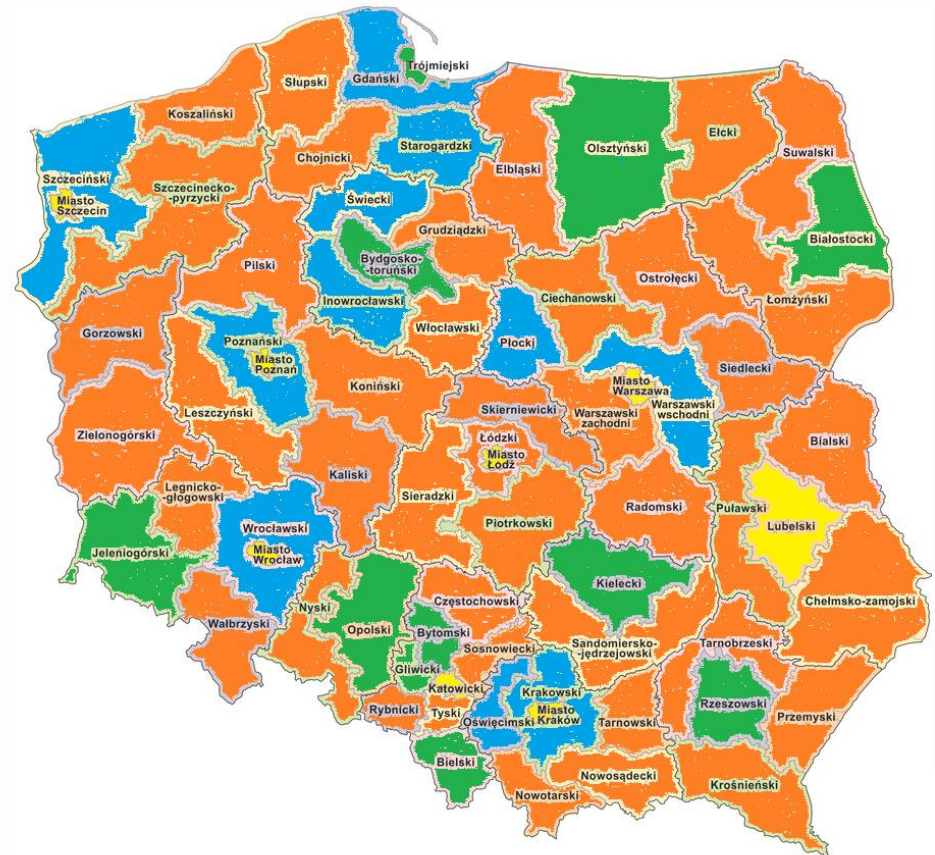 Trójmiejski
Gdański
Słupski
Koszaliński
Ełcki
Starogardzki
Olsztyński
Suwalski
Chojnicki
Elbląski
Szczeciński
Szczecinecko-
-pyrzycki
Miasto
Szczecin
Świecki
Grudziądzki
Białostocki
Bydgosko-
-toruński
Pilski
Ostrołęcki
Inowrocławski
Ciechanowski
Łomżyński
Włocławski
Gorzowski
Poznański
Płocki
Miasto
Poznań
Siedlecki
Miasto
Warszawa
Koniński
Skierniewicki
Warszawski
wschodni
Leszczyński
Warszawski
zachodni
Zielonogórski
Łódzki
Miasto
Łódź
Bialski
Kaliski
Legnicko-
-głogowski
Sieradzki
Radomski
Puławski
Piotrkowski
Lubelski
Wrocławski
Miasto
Wrocław
Jeleniogórski
Kielecki
Nyski
Częstochowski
Chełmsko-zamojski
Wałbrzyski
Opolski
Bytomski
Sandomiersko-
-jędrzejowski
Tarnobrzeski
Sosnowiecki
Gliwicki
Katowicki
Krakowski
Rzeszowski
Rybnicki
Tyski
Oświęcimski
Miasto
Kraków
Tarnowski
Przemyski
Bielski
Nowosądecki
Krośnieński
Nowotarski